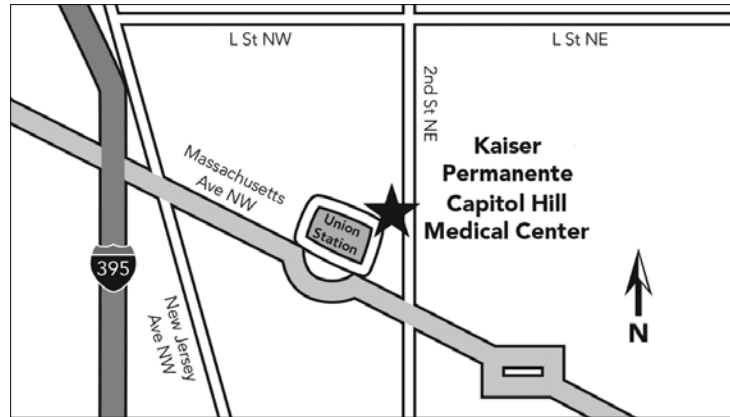 L St NW
L St NE
2nd St NE
Massachusetts
Ave NW
Kaiser
Permanente
Capitol Hill
Medical Center
Union
Station
395
New Jersey
Ave NW
N